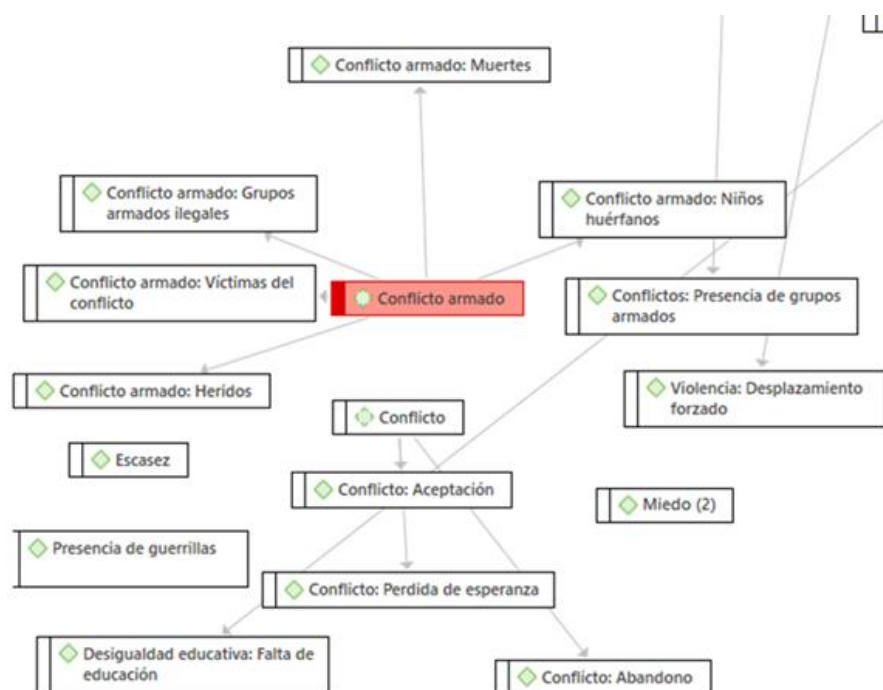 Conflicto armado: Muertes
Conflicto armado: Grupos
armados ilegales
Conflicto armado: Niños
huérfanos
Conflicto armado: Víctimas del
conflicto
Conflicto armado
Conflictos: Presencia de grupos
armados
Conflicto armado: Heridos
Violencia: Desplazamiento
forzado
Conflicto
Escasez
Conflicto: Aceptación
Miedo (2)
Presencia de guerrillas
Conflicto: Perdida de esperanza
Desigualdad educativa: Falta de
educación
Conflicto: Abandono